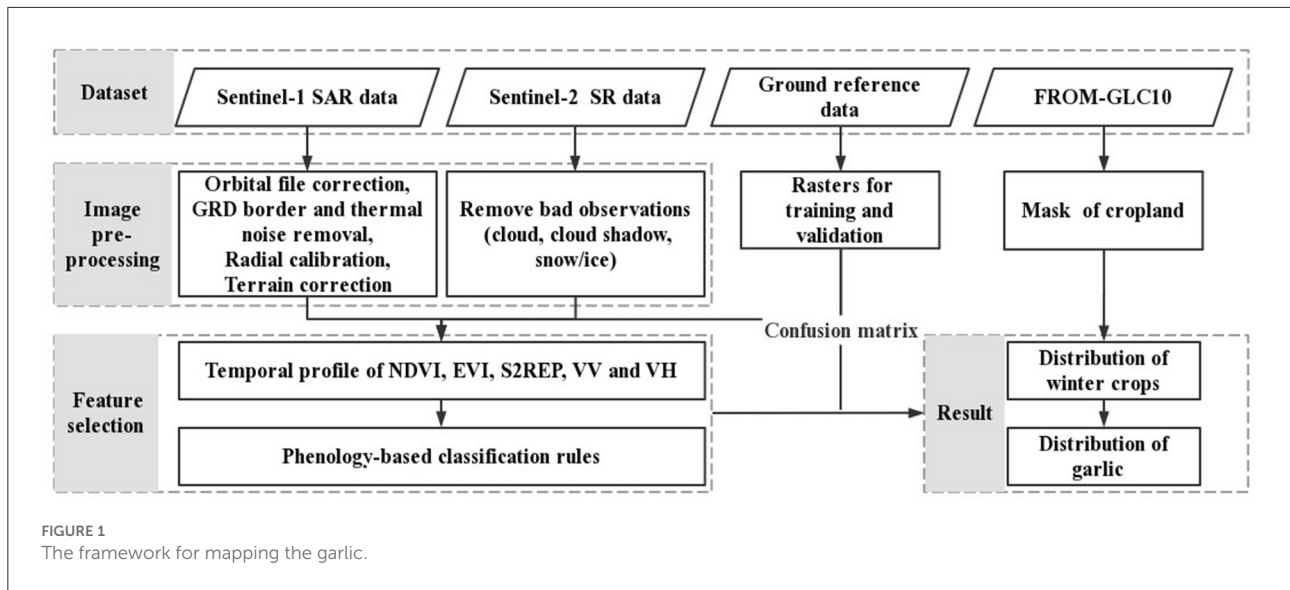 Dataset
Sentinel-1 SAR data
Sentinel-2 SR data
Ground reference
data
FROM-GLC10
Image
pre-
processing
Orbital file correction,
GRD border and thermal
noise removal,
Radial calibration,
Terrain correction
Remove bad observations
(cloud, cloud shadow,
snow/ice)
Rasters for
training and
validation
Mask of cropland
Confusion matrix
Feature
selection
Temporal profile of NDVI, EVI, S2REP, VV and VH
Phenology-based classification rules
Result
Distribution of
winter crops
Distribution of
garlic
FIGURE 1
The framework for mapping the garlic.